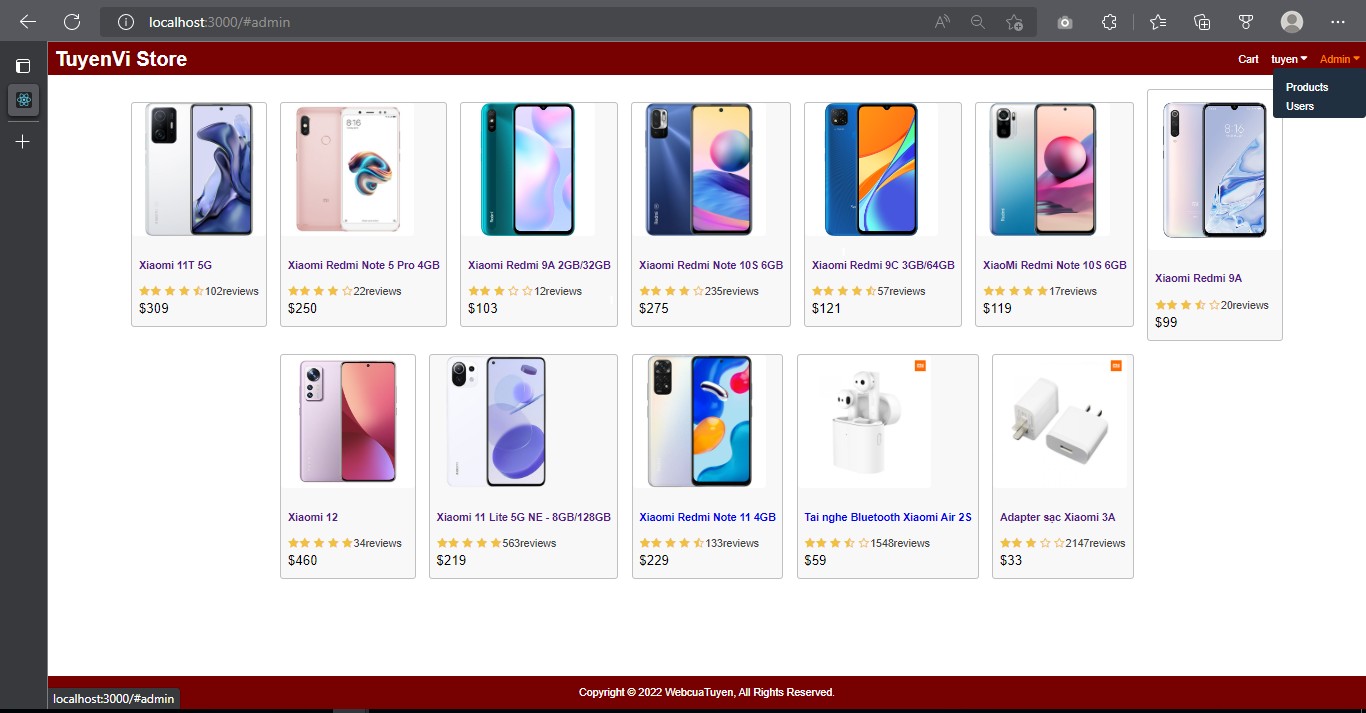 localhost:3000/#admin
TuyenVi Store
Cart tuyen Admin
Products
Users
8:16
8 16
Xiaomi 11T 5G
Xiaomi Redmi Note 5 Pro 4GB
Xiaomi Redmi 9A 2GB/32GB
Xiaomi Redmi Note 10S 6GB
Xiaomi Redmi 9C 3GB/64GB
XiaoMi Redmi Note 10S 6GB
Xiaomi Redmi 9A
102reviews
22reviews
12reviews
235reviews
57reviews
17reviews
20reviews
$309
$250
$103
$275
$121
$119
$99
Xiaomi 12
Xiaomi 11 Lite 5G NE - 8GB/128GB
Xiaomi Redmi Note 11 4GB
Tai nghe Bluetooth Xiaomi Air 2S
Adapter sạc Xiaomi 3A
34reviews
563reviews
133reviews
1548reviews
2147reviews
$460
$219
$229
$59
$33
Copyright © 2022 WebcuaTuyen, All Rights Reserved.
localhost:3000/#admin